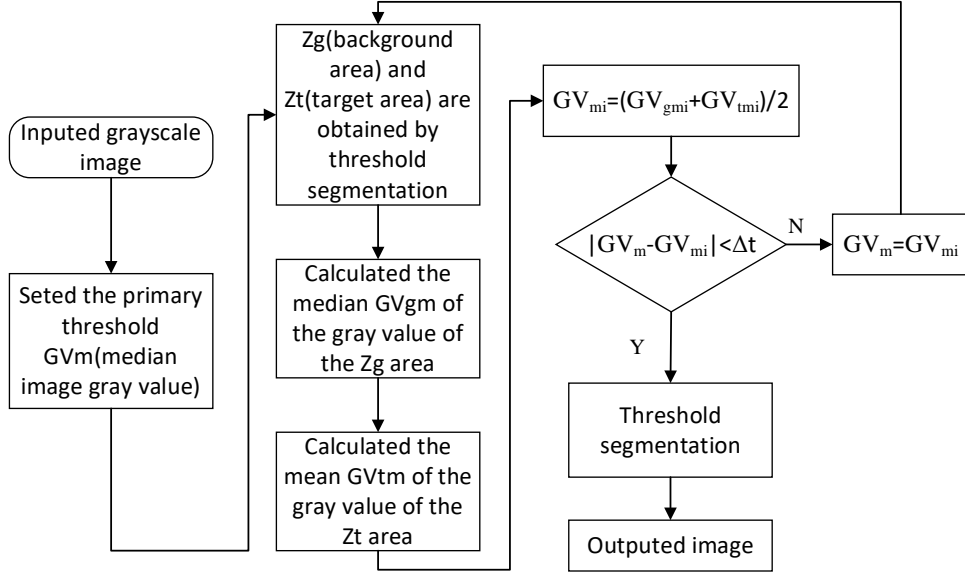 Inputed grayscale
image
Seted the primary
threshold
GVm(median
image gray value)
Zg(background
area) and
Zt(target area) are
obtained by
threshold
segmentation
Calculated the
median GVgm of
the gray value of
the Zg area
Calculated the
mean GVtm of the
gray value of the
Zt area
GVmi=(GVgmi+GVtmi)/2
|GVm-GVmi|<Δt
N
GVm=GVmi
Y
Threshold
segmentation
Outputed image